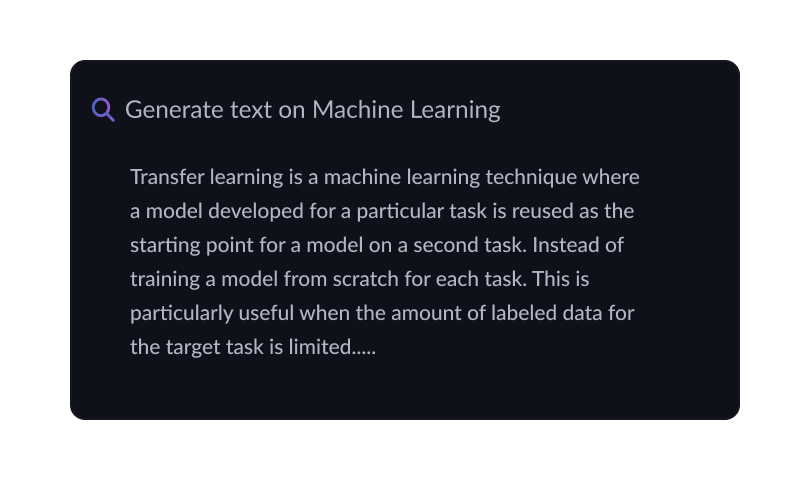 Generate text on Machine Learning
Transfer learning is a machine learning technique where
a model developed for a particular task is reused as the
starting point for a model on a second task. Instead of
training a model from scratch for each task. This is
particularly useful when the amount of labeled data for
the target task is limited.....